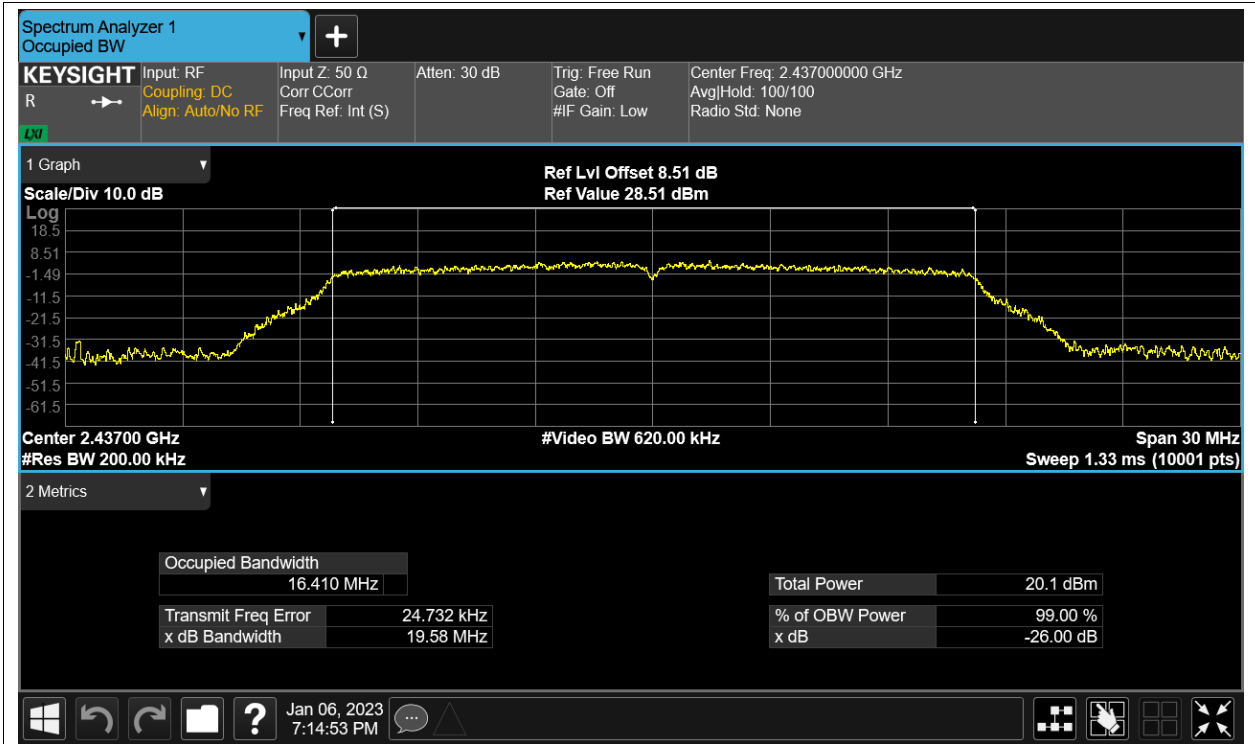 Spectrum Analyzer 1
Occupied BW
KEYSIGHT
R
LXI
Input: RF
Coupling: DC
Align: Auto/No RF
Input Z: 50 Ω
Corr CCorr
Freq Ref: Int (S)
Atten: 30 dB
Trig: Free Run
Gate: Off
#IF Gain: Low
Center Freq: 2.437000000 GHz
Avg|Hold: 100/100
Radio Std: None
1 Graph
Scale/Div 10.0 dB
Ref Lvl Offset 8.51 dB
Ref Value 28.51 dBm
Log
18.5
8.51
-1.49
-11.5
-21.5
-31.5
-41.5
-51.5
-61.5
Center 2.43700 GHz
#Video BW 620.00 kHz
Span 30 MHz
#Res BW 200.00 kHz
Sweep 1.33 ms (10001 pts)
2 Metrics
Occupied Bandwidth
16.410 MHz
Total Power 20.1 dBm
Transmit Freq Error 24.732 kHz
% of OBW Power 99.00 %
x dB Bandwidth 19.58 MHz
x dB -26.00 dB
?
Jan 06, 2023
7:14:53 PM